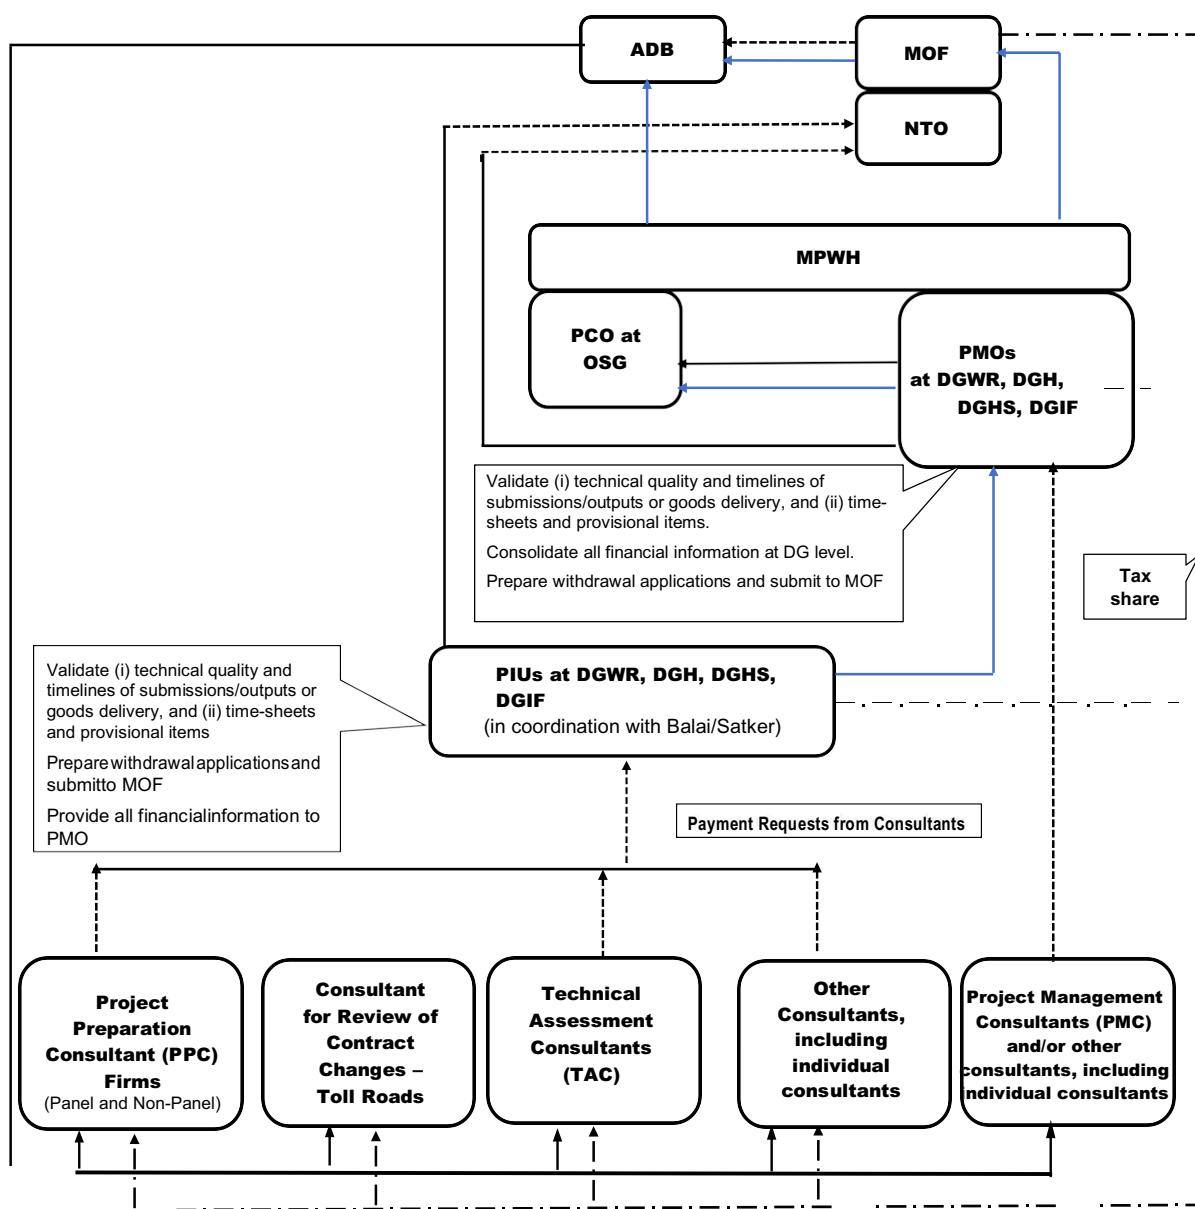 ADB
MOF
NTO
MPWH
PCO at
OSG
PMOs
at DGWR, DGH,
DGHS, DGIF
Validate (i) technical quality and timelines of
submissions/outputs or goods delivery, and (ii) time-
sheets and provisional items.
Consolidate all financial information at DG level.
Prepare withdrawal applications and submit to MOF
Tax
share
Validate (i) technical quality and
timelines of submissions/outputs or
goods delivery, and (ii) time-sheets
and provisional items
Prepare withdrawal applications and
submitto MOF
Provide all financialinformation to
PMO
PIUs at DGWR, DGH, DGHS,
DGIF
(in coordination with Balai/Satker)
Payment Requests from Consultants
Project
Preparation
Consultant (PPC)
Firms
(Panel and Non-Panel)
Consultant
for Review of
Contract
Changes –
Toll Roads
Technical
Assessment
Consultants
(TAC)
Other
Consultants,
including
individual
consultants
Project Management
Consultants (PMC)
and/or other
consultants, including
individual consultants